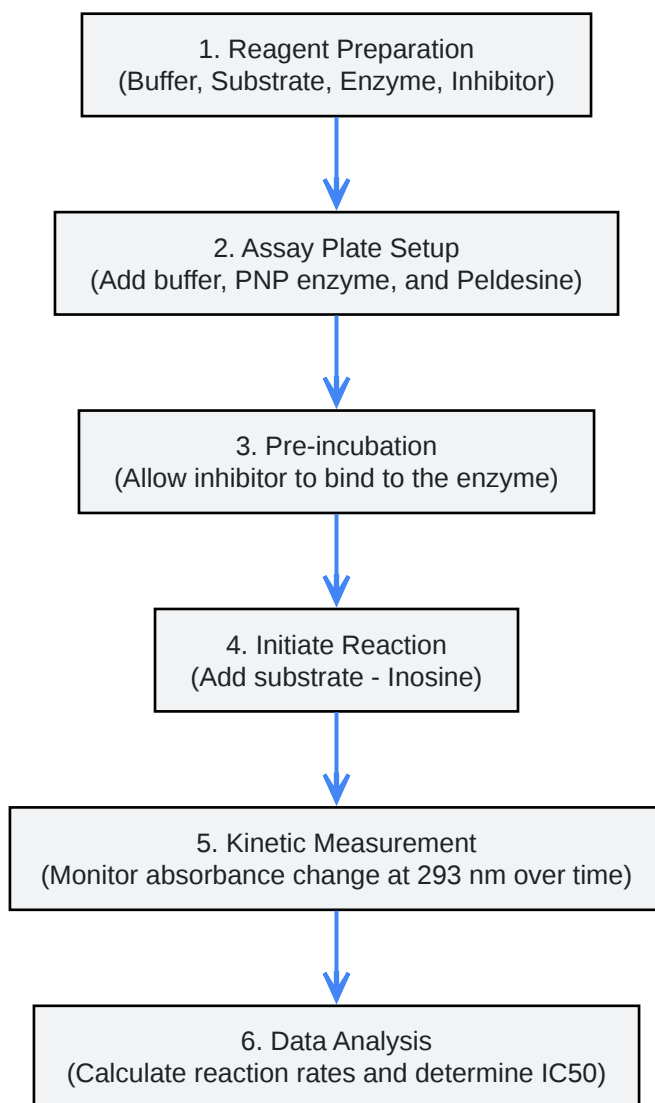 1. Reagent Preparation
(Buffer, Substrate, Enzyme, Inhibitor)
2. Assay Plate Setup
(Add buffer, PNP enzyme, and Peldesine)
3. Pre-incubation
(Allow inhibitor to bind to the enzyme)
4. Initiate Reaction
(Add substrate - Inosine)
5. Kinetic Measurement
(Monitor absorbance change at 293 nm over time)
6. Data Analysis
(Calculate reaction rates and determine IC50)